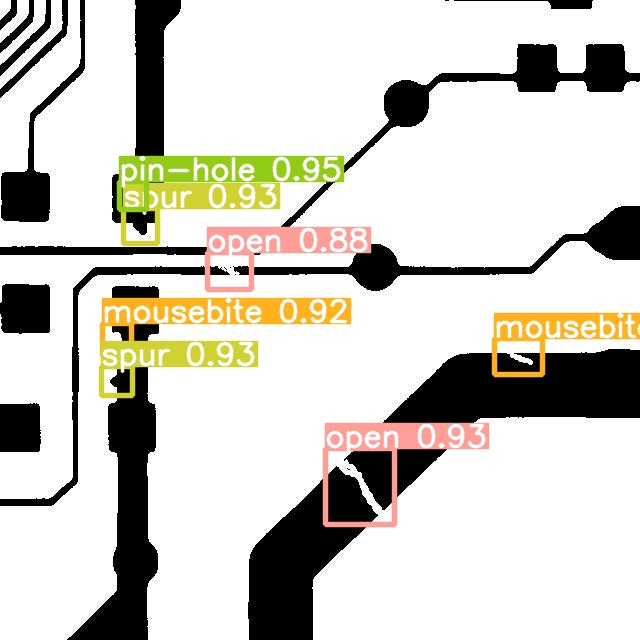 pin-hole 0.95
spur 0.93
open 0.88
mousebite 0.92
mousebite
spur 0.93
open 0.93